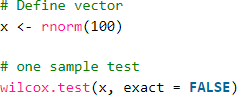 # Define vector
x <- rnorm(100)
# one sample test
wilcox.test(x, exact = FALSE)